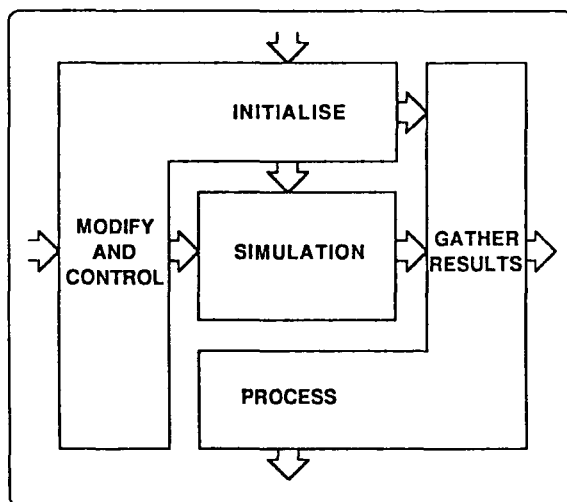 INITIALISE
MODIFY
AND
CONTROL
SIMULATION
GATHER
RESULTS
PROCESS